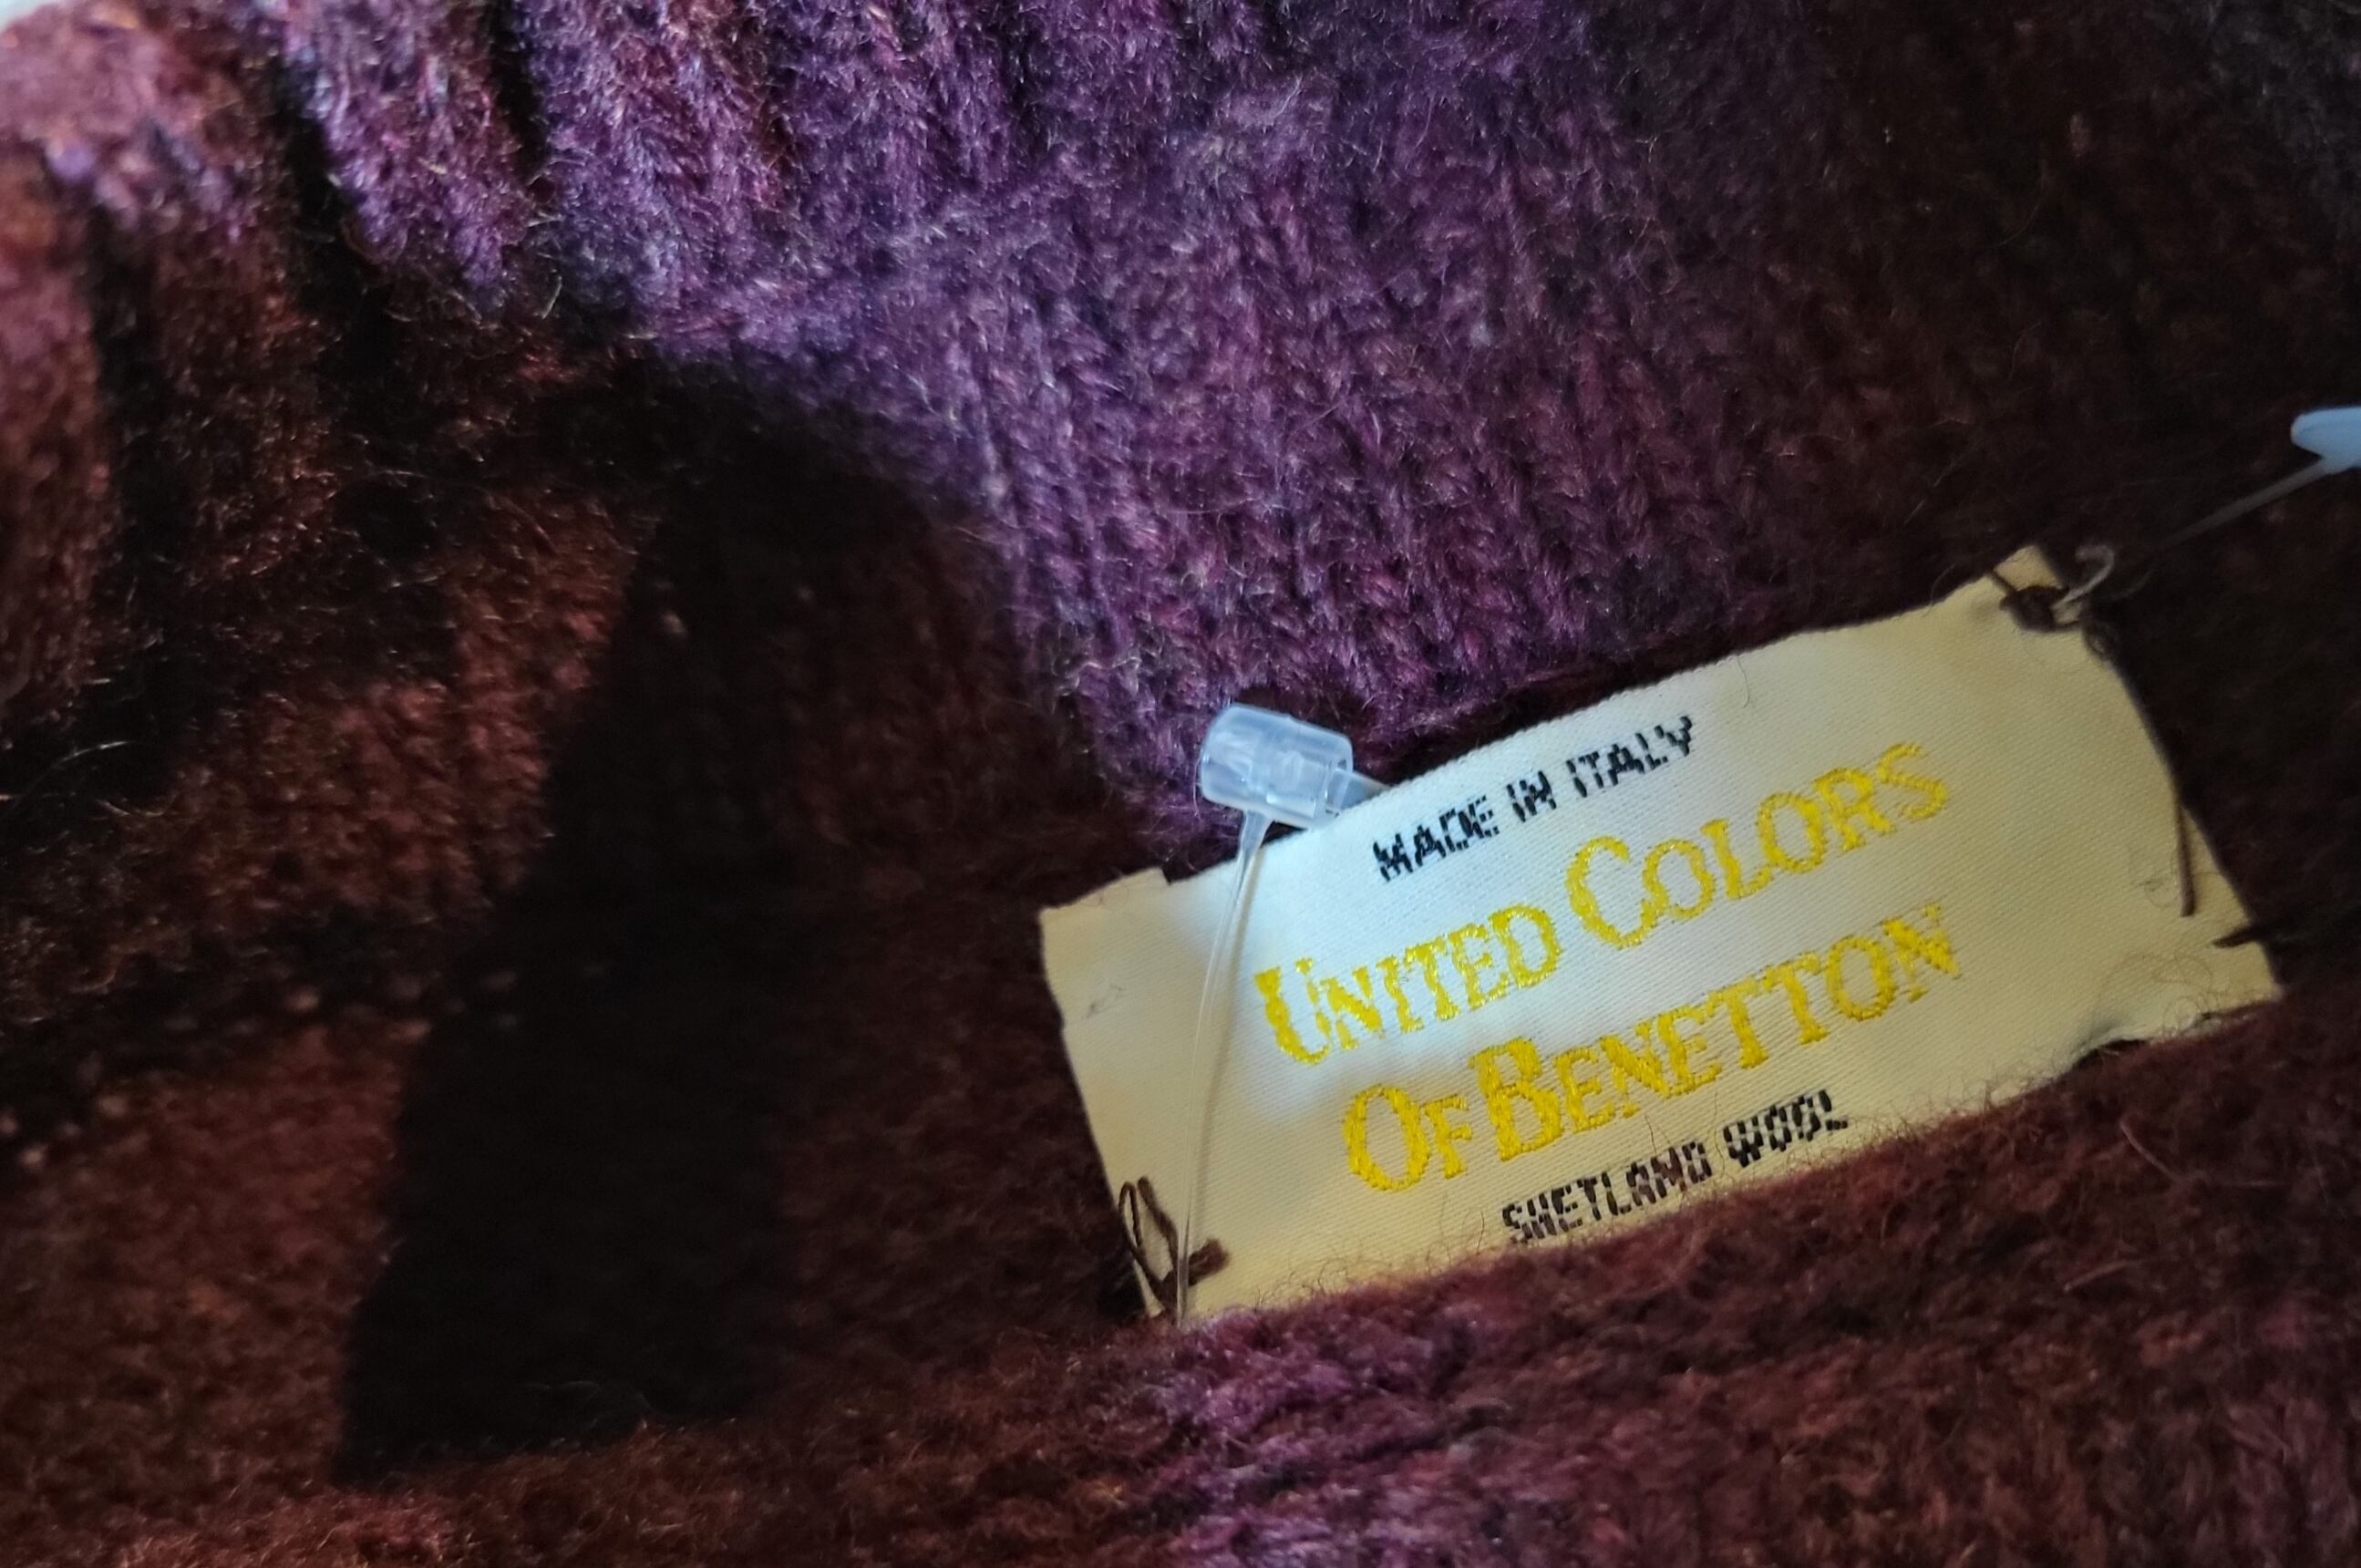 MADE IN ITALY
UNITED COLORS
OF BENETTON
SHETLAND WOOL